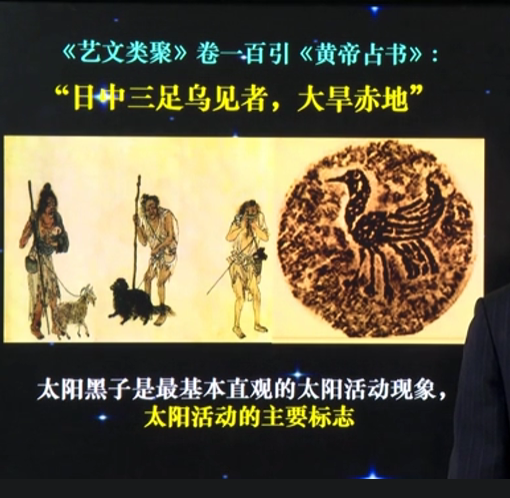 《艺文类聚》卷一百引《黄帝占书》：
“日中三足乌见者，大旱赤地”
太阳黑子是最基本直观的太阳活动现象，
太阳活动的主要标志